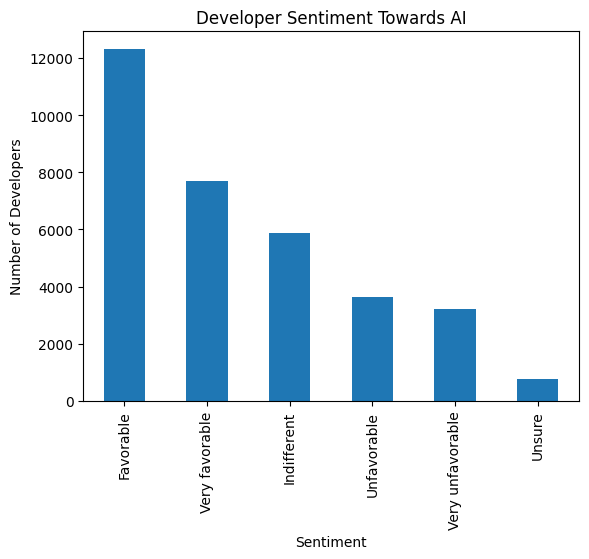 Developer Sentiment Towards AI
Number of Developers
12000
10000
8000
6000
4000
2000
0
Favorable
Very favorable
Indifferent
Unfavorable
Very unfavorable
Unsure
Sentiment